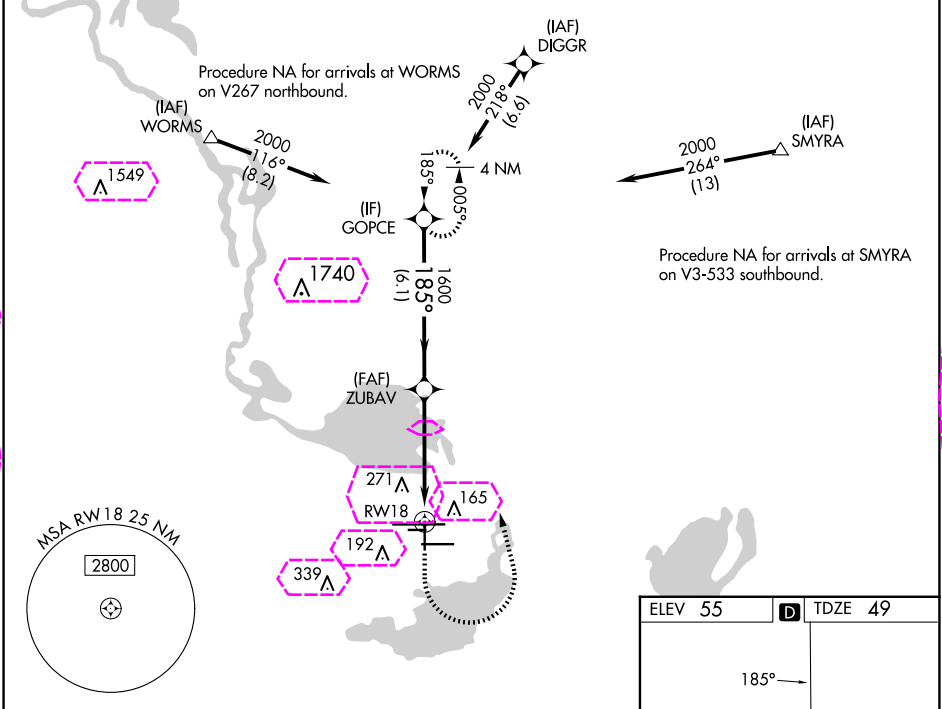 (IAF)
DIGGR
Procedure NA for arrivals at WORMS
on V267 northbound.
2000
218°
(6.6)
(IAF)
WORMS
2000
116°
(8.2)
(IAF)
SMYRA
2000
264°
(13)
1549
185°
4 NM
005°
(IF)
GOPCE
Procedure NA for arrivals at SMYRA
on V3-533 southbound.
1740
1600
185°
(6.1)
(FAF)
ZUBAV
271
RW18
165
192
339
MSA RW18 25 NM
2800
ELEV 55
D
TDZE 49
185°